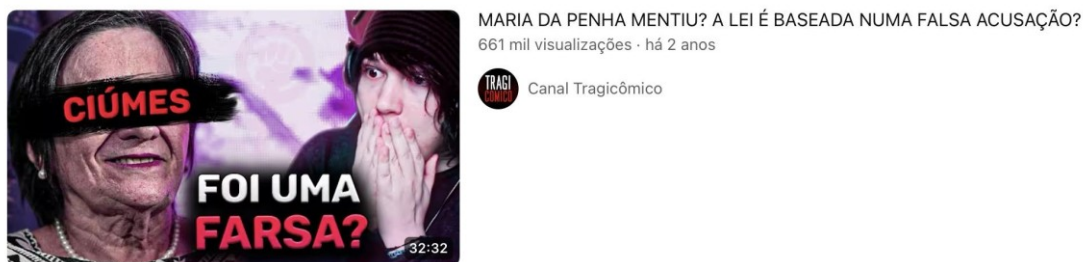 CIÚMES
FOI UMA
FARSA?
32:32
MARIA DA PENHA MENTIU? A LEI É BASEADA NUMA FALSA ACUSAÇÃO?
661 mil visualizações · há 2 anos
TRAGI
CÔMICO
Canal Tragicômico